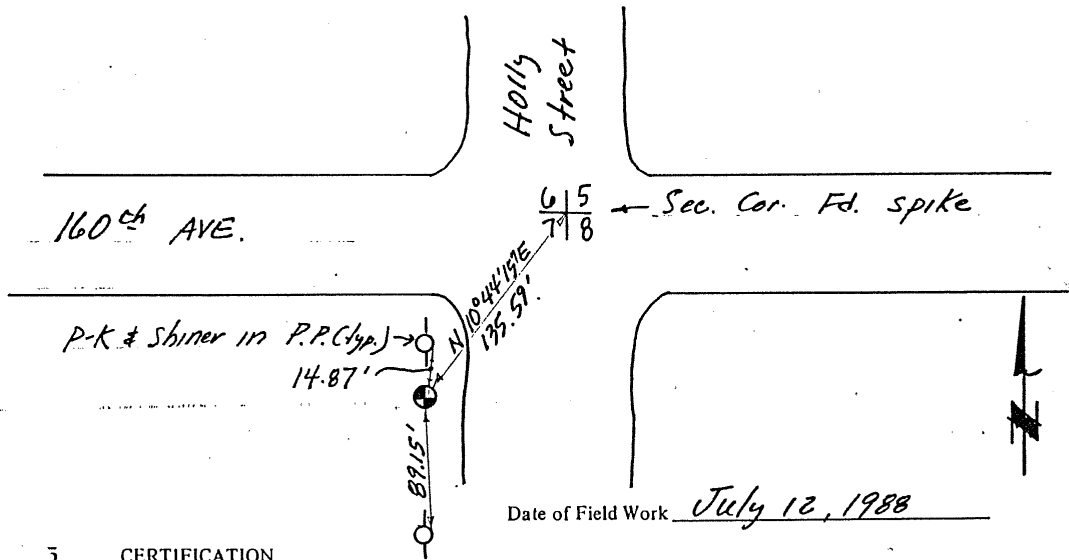 Holly
Street
6 5
7 8
← Sec. Cor. Fd. spike
160th AVE.
N 10°44'15"E
135.59'
P-K & Shiner in P.P.(typ.)→
14.87'
89.15'
N
Date of Field Work July 12, 1988
CERTIFICATION